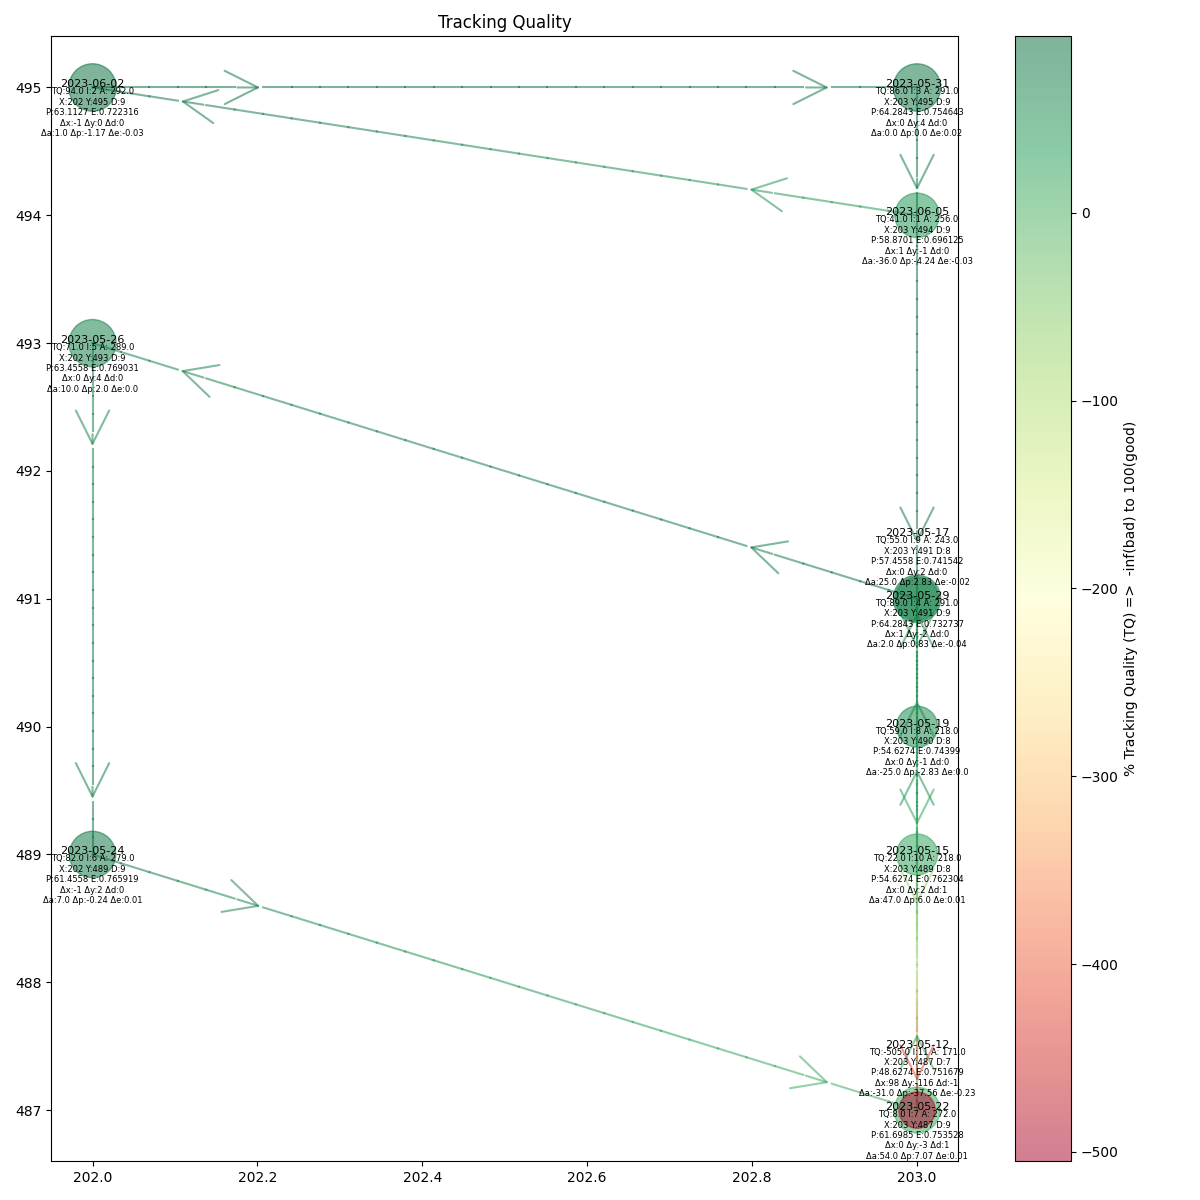 Tracking Quality
495
494
493
492
491
490
489
488
487
202.0
202.2
202.4
202.6
202.8
203.0
2023-06-02
TQ:94.0 I:2 A: 292.0
X:202 Y:495 D:9
P:63.1127 E:0.722316
Δx:-1 Δy:0 Δd:0
Δa:1.0 Δp:-1.17 Δe:-0.03
2023-05-31
TQ:86.0 I:3 A: 291.0
X:203 Y:495 D:9
P:64.2843 E:0.754643
Δx:0 Δy:4 Δd:0
Δa:0.0 Δp:0.0 Δe:0.02
2023-06-05
TQ:41.0 I:1 A: 256.0
X:203 Y:494 D:9
P:58.8701 E:0.696125
Δx:1 Δy:-1 Δd:0
Δa:-36.0 Δp:-4.24 Δe:-0.03
2023-05-26
TQ:71.0 I:5 A: 289.0
X:202 Y:493 D:9
P:63.4558 E:0.769031
Δx:0 Δy:4 Δd:0
Δa:10.0 Δp:2.0 Δe:0.0
2023-05-17
TQ:55.0 I:9 A: 243.0
X:203 Y:491 D:8
P:57.4558 E:0.741542
Δx:0 Δy:2 Δd:0
Δa:25.0 Δp:2.83 Δe:-0.02
2023-05-29
TQ:89.0 I:4 A: 291.0
X:203 Y:491 D:9
P:64.2843 E:0.732737
Δx:1 Δy:-2 Δd:0
Δa:2.0 Δp:0.83 Δe:-0.04
2023-05-19
TQ:59.0 I:8 A: 218.0
X:203 Y:490 D:8
P:54.6274 E:0.74399
Δx:0 Δy:-1 Δd:0
Δa:-25.0 Δp:-2.83 Δe:0.0
2023-05-24
TQ:82.0 I:6 A: 279.0
X:202 Y:489 D:9
P:61.4558 E:0.765919
Δx:-1 Δy:2 Δd:0
Δa:7.0 Δp:-0.24 Δe:0.01
2023-05-15
TQ:22.0 I:10 A: 218.0
X:203 Y:489 D:8
P:54.6274 E:0.762304
Δx:0 Δy:2 Δd:1
Δa:47.0 Δp:6.0 Δe:0.01
2023-05-12
TQ:-505.0 I:11 A: 171.0
X:203 Y:487 D:7
P:48.6274 E:0.751679
Δx:98 Δy:-116 Δd:-1
Δa:-31.0 Δp:-37.56 Δe:-0.23
2023-05-22
TQ:8.0 I:7 A: 272.0
X:203 Y:487 D:9
P:61.6985 E:0.753528
Δx:0 Δy:-3 Δd:1
Δa:54.0 Δp:7.07 Δe:0.01
0
−100
−200
−300
−400
−500
% Tracking Quality (TQ) => -inf(bad) to 100(good)